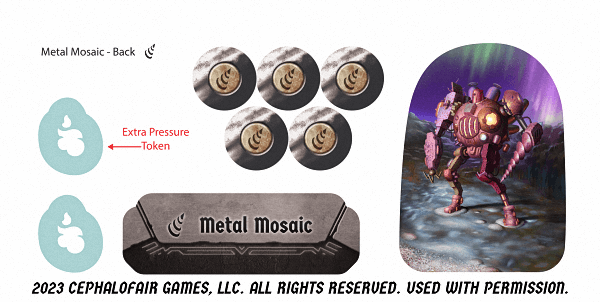 Metal Mosaic - Back
Extra Pressure
Token
Metal Mosaic
2023 CEPHALOFAIR GAMES, LLC. ALL RIGHTS RESERVED. USED WITH PERMISSION.